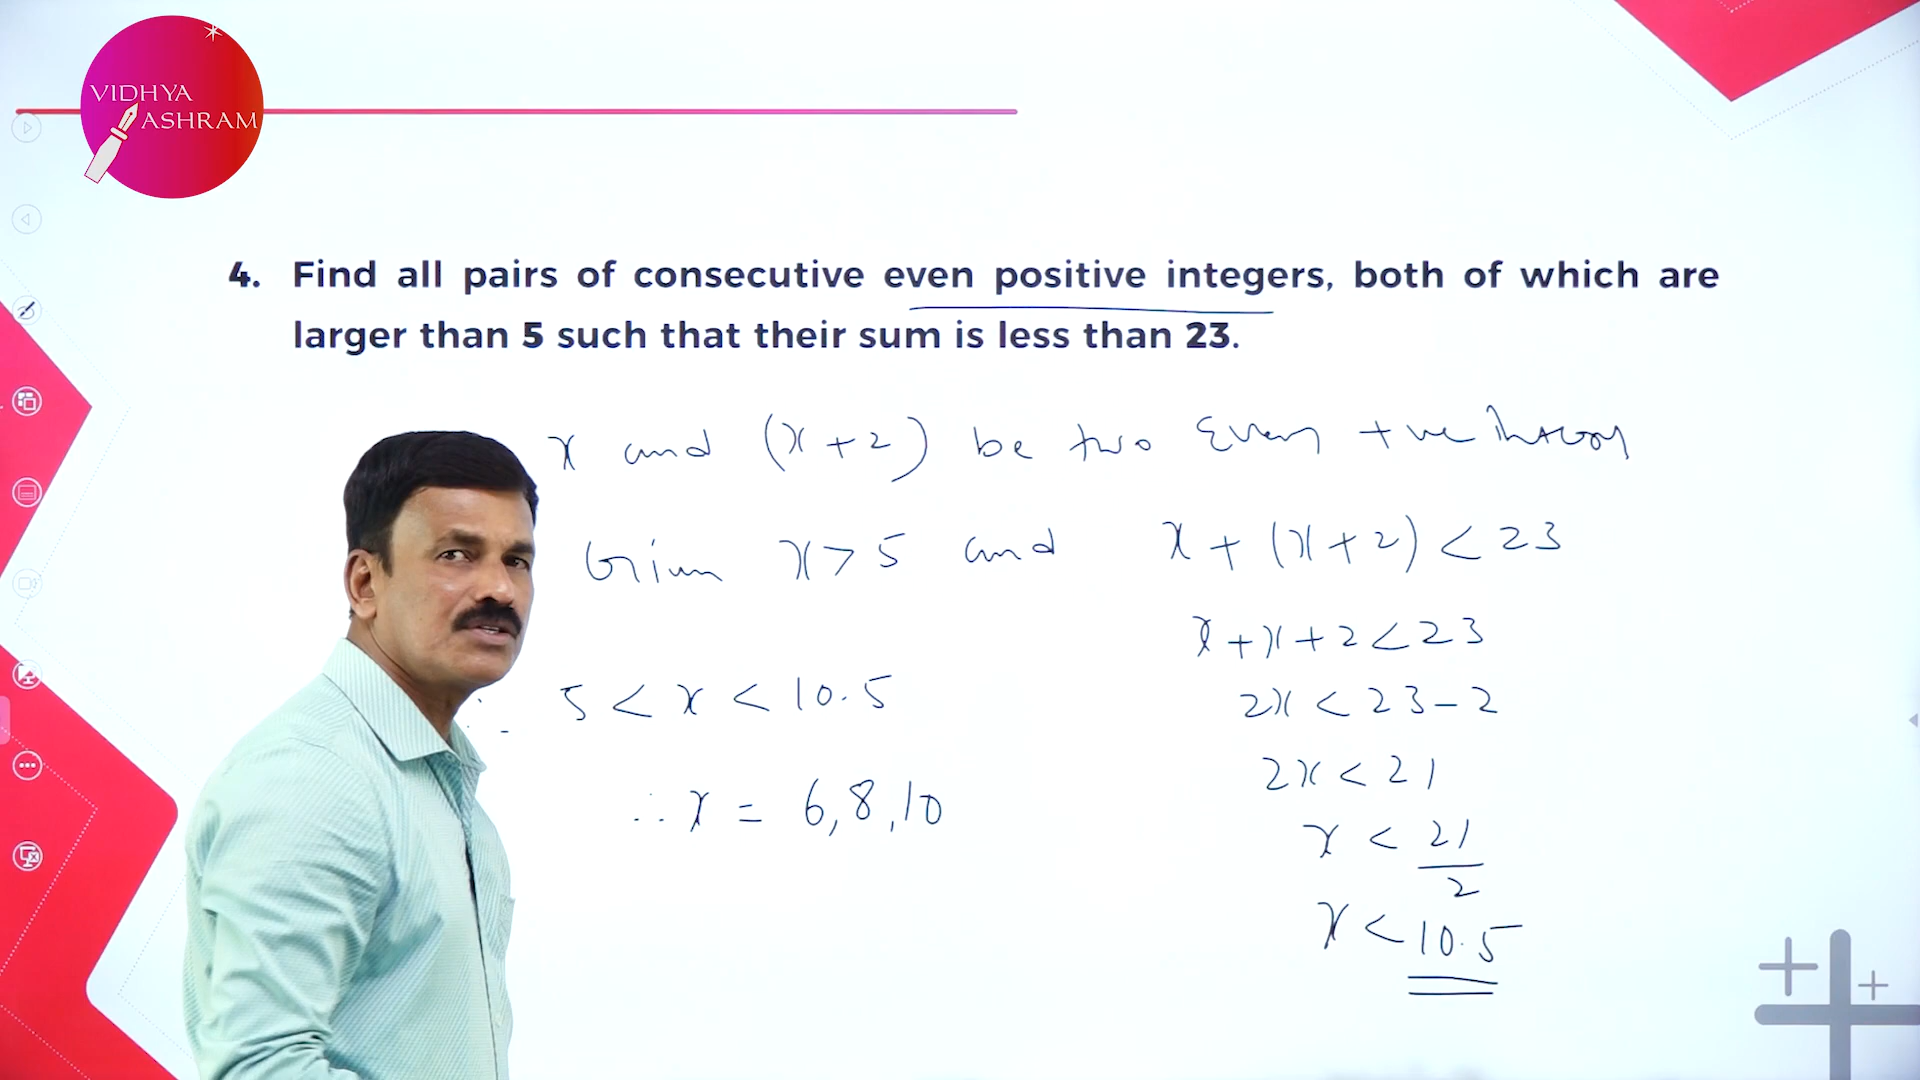 VIDHYA
ASHRAM
4. Find all pairs of consecutive even positive integers, both of which are
larger than 5 such that their sum is less than 23.
x and (x+2) be two Even +ve
Given x > 5 and x + (x+2) < 23
x + x + 2 < 23
∴ 5 < x < 10.5
2x < 23 - 2
2x < 21
∴ x = 6, 8, 10
x < 21/2
x < 10.5